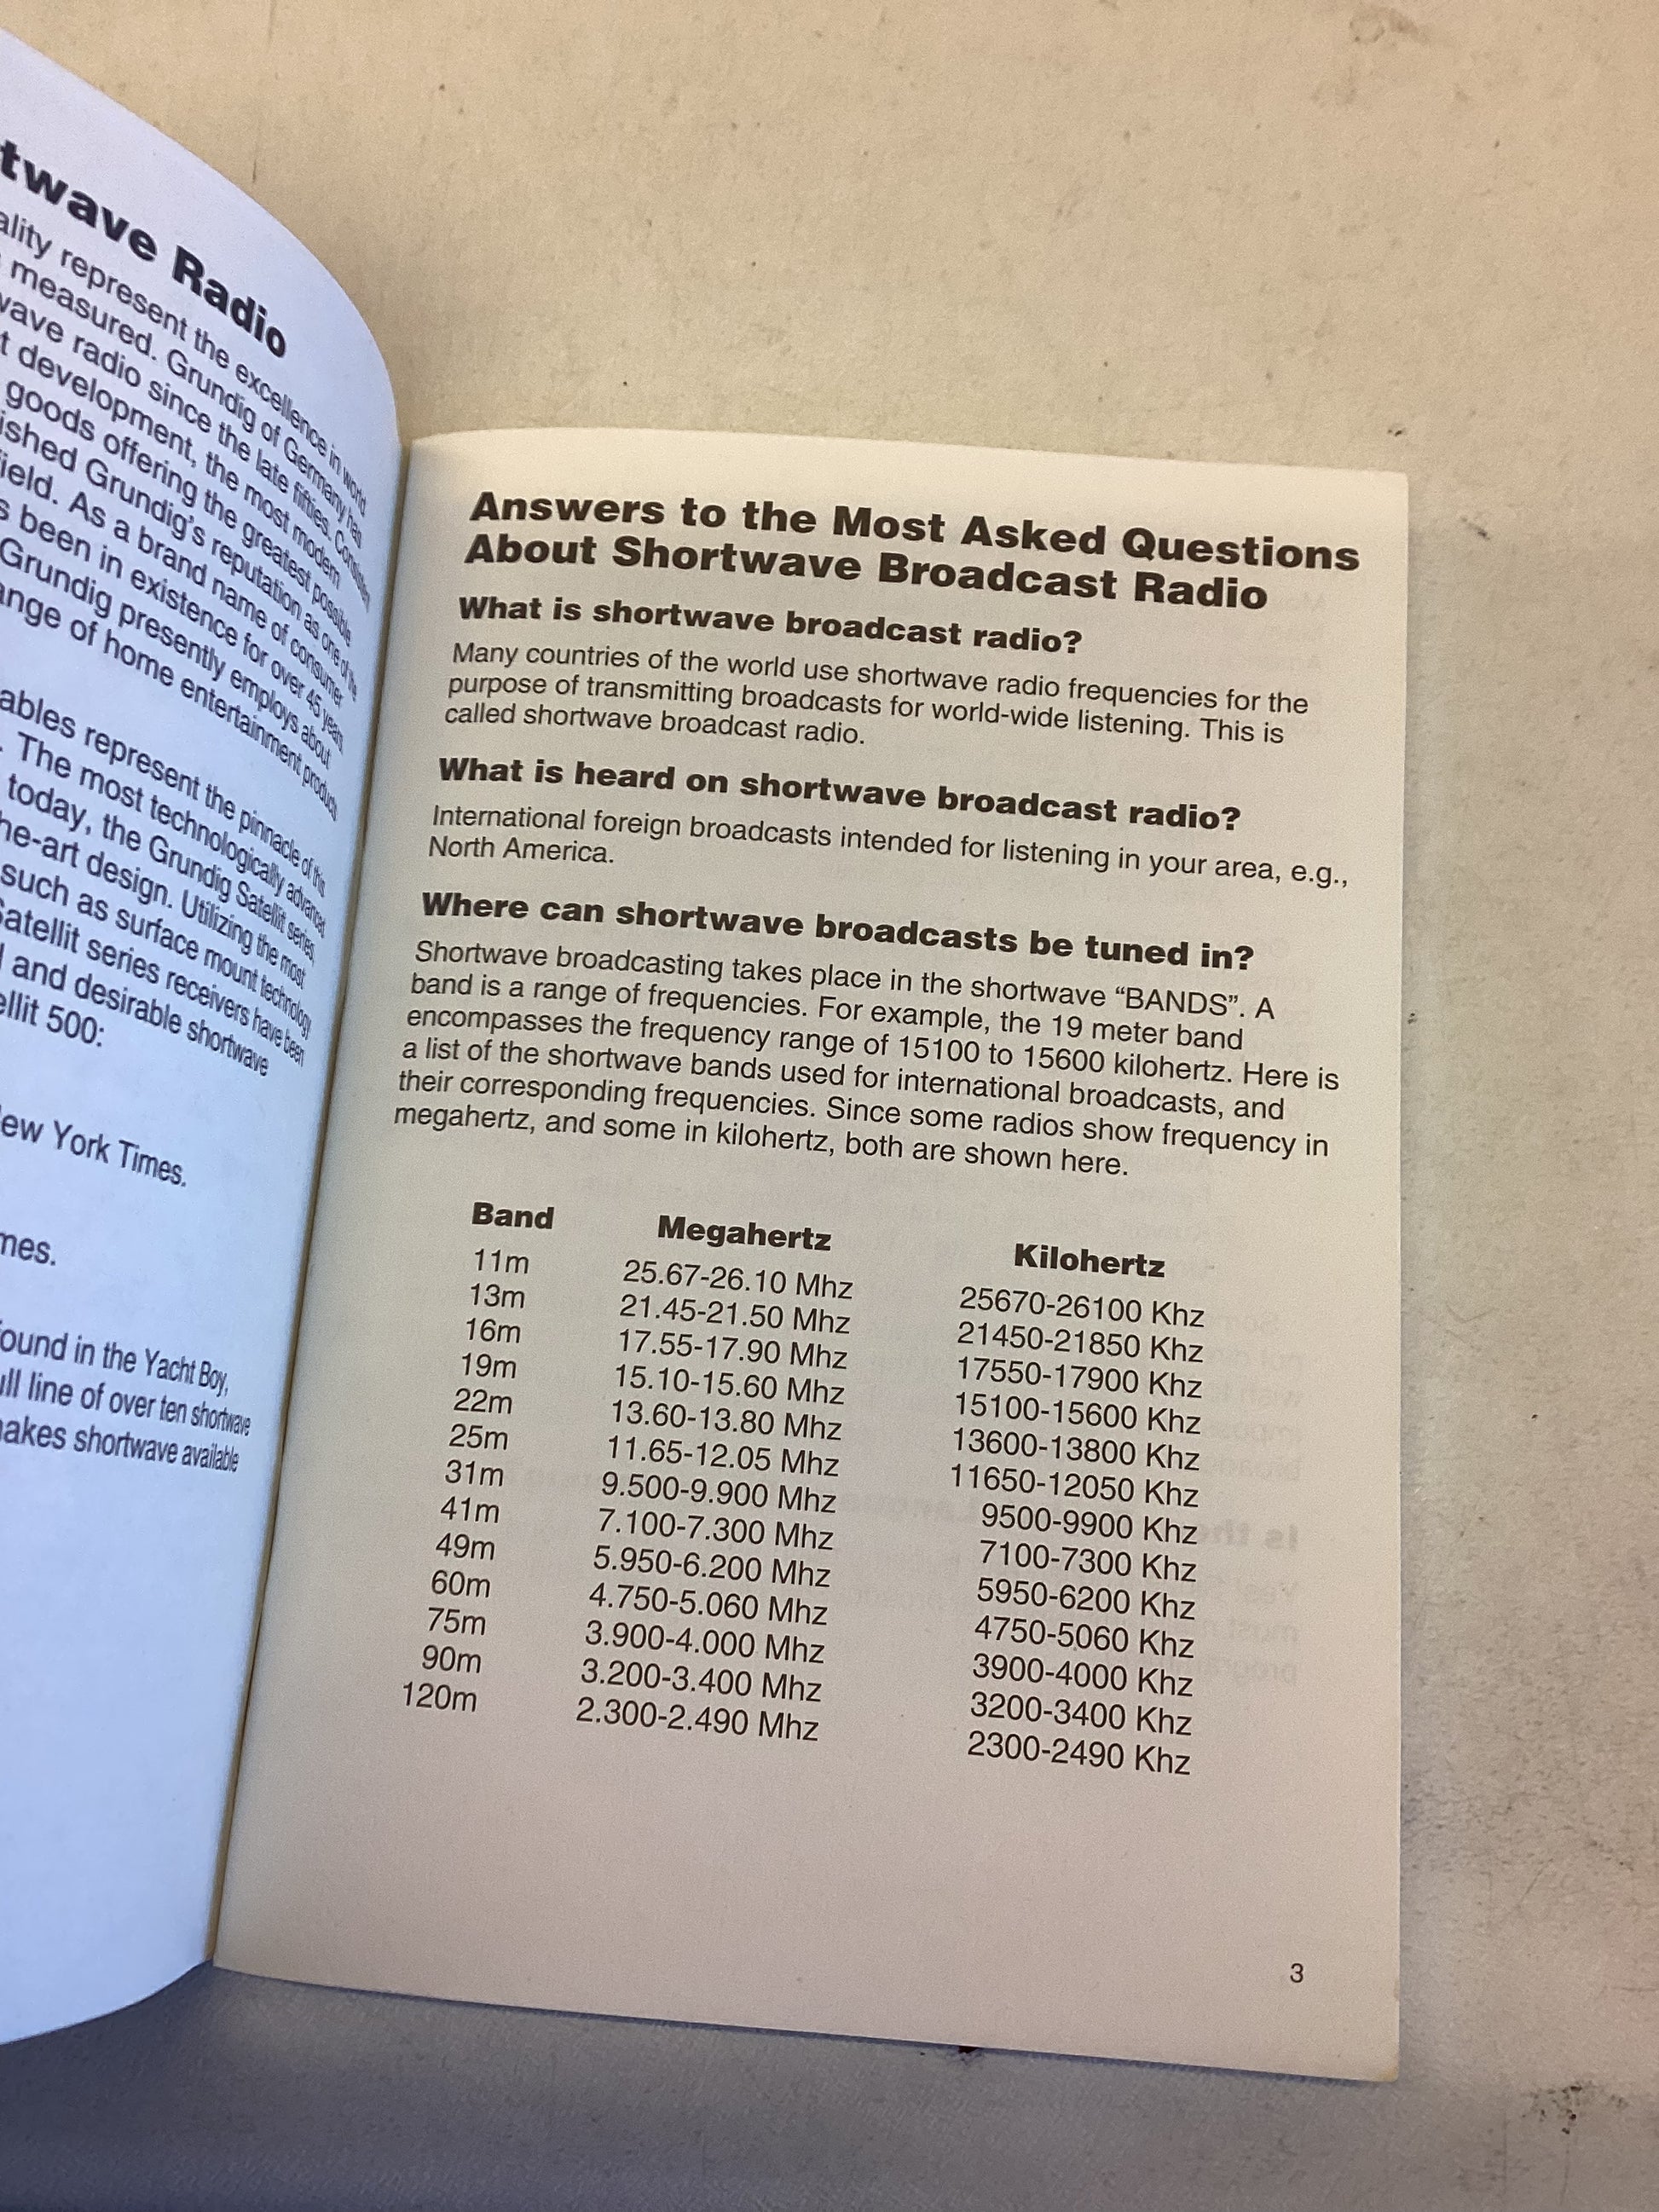 twave Radio
ality represent the excellence in world
measured. Grundig of Germany has
wave radio since the late fifties. Consistent
t development, the most modern
goods offering the greatest possible
ished Grundig's reputation as one of the
ield. As a brand name of consumer
s been in existence for over 45 years.
Grundig presently employs about
ange of home entertainment products
ables represent the pinnacle of this
. The most technologically advanced
today, the Grundig Satellit series,
he-art design. Utilizing the most
such as surface mount technology
Satellit series receivers have been
l and desirable shortwave
ellit 500:
ew York Times.
mes.
found in the Yacht Boy,
ull line of over ten shortwave
akes shortwave available
Answers to the Most Asked Questions
About Shortwave Broadcast Radio
What is shortwave broadcast radio?
Many countries of the world use shortwave radio frequencies for the
purpose of transmitting broadcasts for world-wide listening. This is
called shortwave broadcast radio.
What is heard on shortwave broadcast radio?
International foreign broadcasts intended for listening in your area, e.g.,
North America.
Where can shortwave broadcasts be tuned in?
Shortwave broadcasting takes place in the shortwave “BANDS”. A
band is a range of frequencies. For example, the 19 meter band
encompasses the frequency range of 15100 to 15600 kilohertz. Here is
a list of the shortwave bands used for international broadcasts, and
their corresponding frequencies. Since some radios show frequency in
megahertz, and some in kilohertz, both are shown here.
Band Megahertz Kilohertz
11m 25.67-26.10 Mhz 25670-26100 Khz
13m 21.45-21.50 Mhz 21450-21850 Khz
16m 17.55-17.90 Mhz 17550-17900 Khz
19m 15.10-15.60 Mhz 15100-15600 Khz
22m 13.60-13.80 Mhz 13600-13800 Khz
25m 11.65-12.05 Mhz 11650-12050 Khz
31m 9.500-9.900 Mhz 9500-9900 Khz
41m 7.100-7.300 Mhz 7100-7300 Khz
49m 5.950-6.200 Mhz 5950-6200 Khz
60m 4.750-5.060 Mhz 4750-5060 Khz
75m 3.900-4.000 Mhz 3900-4000 Khz
90m 3.200-3.400 Mhz 3200-3400 Khz
120m 2.300-2.490 Mhz 2300-2490 Khz
3